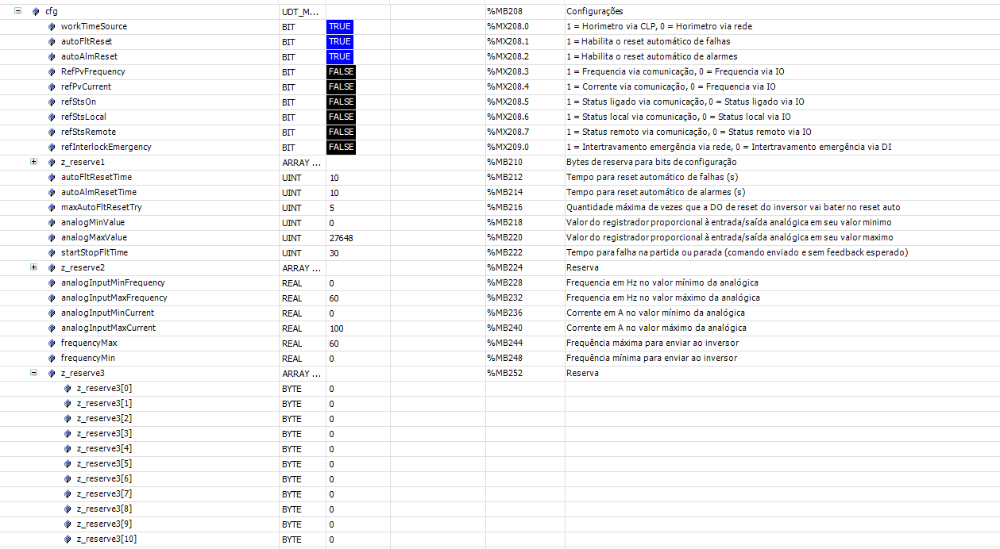 cfg UDT_M... %MB208 Configurações
workTimeSource BIT TRUE %MX208.0 1 = Horimetro via CLP, 0 = Horimetro via rede
autoFltReset BIT TRUE %MX208.1 1 = Habilita o reset automático de falhas
autoAlmReset BIT TRUE %MX208.2 1 = Habilita o reset automático de alarmes
RefPvFrequency BIT FALSE %MX208.3 1 = Frequencia via comunicação, 0 = Frequencia via IO
refPvCurrent BIT FALSE %MX208.4 1 = Corrente via comunicação, 0 = Frequencia via IO
refStsOn BIT FALSE %MX208.5 1 = Status ligado via comunicação, 0 = Status ligado via IO
refStsLocal BIT FALSE %MX208.6 1 = Status local via comunicação, 0 = Status local via IO
refStsRemote BIT FALSE %MX208.7 1 = Status remoto via comunicação, 0 = Status remoto via IO
refInterlockEmergency BIT FALSE %MX209.0 1 = Intertravamento emergência via rede, 0 = Intertravamento emergência via DI
z_reserve1 ARRAY ... %MB210 Bytes de reserva para bits de configuração
autoFltResetTime UINT 10 %MB212 Tempo para reset automático de falhas (s)
autoAlmResetTime UINT 10 %MB214 Tempo para reset automático de alarmes (s)
maxAutoFltResetTry UINT 5 %MB216 Quantidade máxima de vezes que a DO de reset do inversor vai bater no reset auto
analogMinValue UINT 0 %MB218 Valor do registrador proporcional à entrada/saída analógica em seu valor minimo
analogMaxValue UINT 27648 %MB220 Valor do registrador proporcional à entrada/saída analógica em seu valor maximo
startStopFltTime UINT 30 %MB222 Tempo para falha na partida ou parada (comando enviado e sem feedback esperado)
z_reserve2 ARRAY ... %MB224 Reserva
analogInputMinFrequency REAL 0 %MB228 Frequencia em Hz no valor mínimo da analógica
analogInputMaxFrequency REAL 60 %MB232 Frequencia em Hz no valor máximo da analógica
analogInputMinCurrent REAL 0 %MB236 Corrente em A no valor mínimo da analógica
analogInputMaxCurrent REAL 100 %MB240 Corrente em A no valor máximo da analógica
frequencyMax REAL 60 %MB244 Frequência máxima para enviar ao inversor
frequencyMin REAL 0 %MB248 Frequência mínima para enviar ao inversor
z_reserve3 ARRAY ... %MB252 Reserva
z_reserve3[0] BYTE 0
z_reserve3[1] BYTE 0
z_reserve3[2] BYTE 0
z_reserve3[3] BYTE 0
z_reserve3[4] BYTE 0
z_reserve3[5] BYTE 0
z_reserve3[6] BYTE 0
z_reserve3[7] BYTE 0
z_reserve3[8] BYTE 0
z_reserve3[9] BYTE 0
z_reserve3[10] BYTE 0